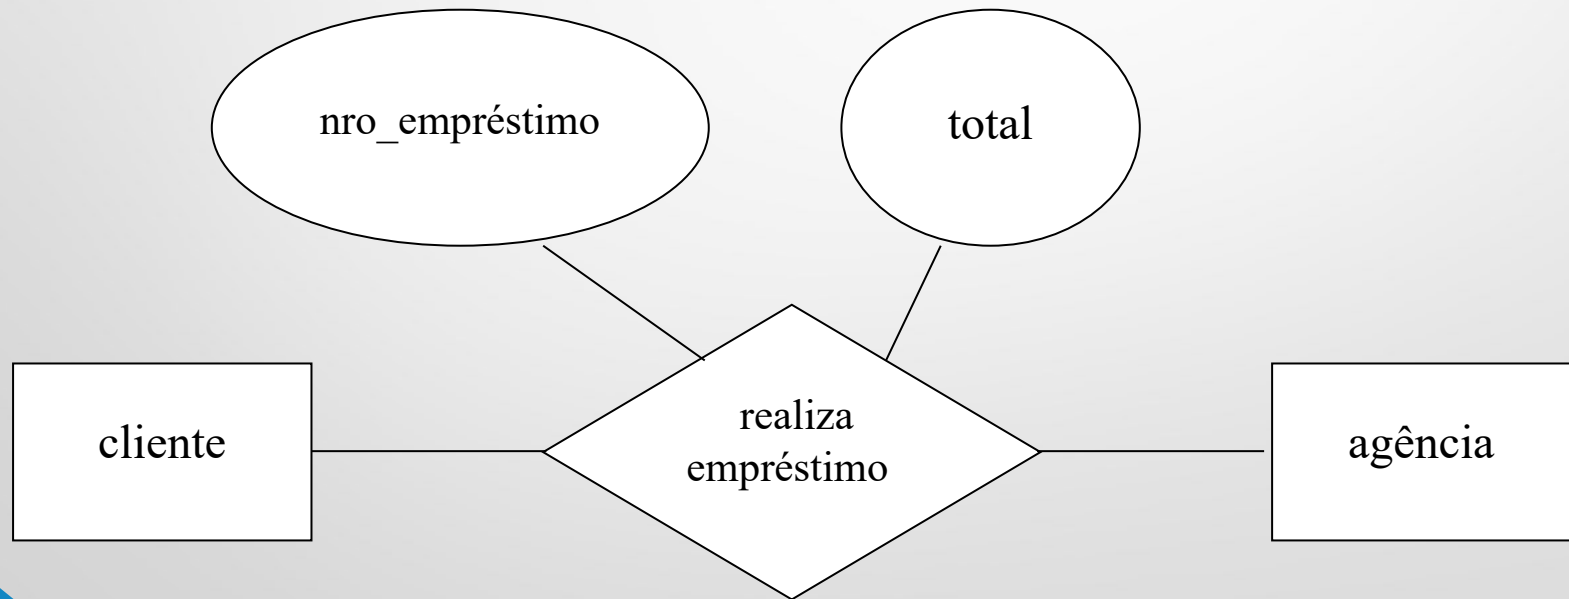 nro_empréstimo
total
cliente
realiza
empréstimo
agência